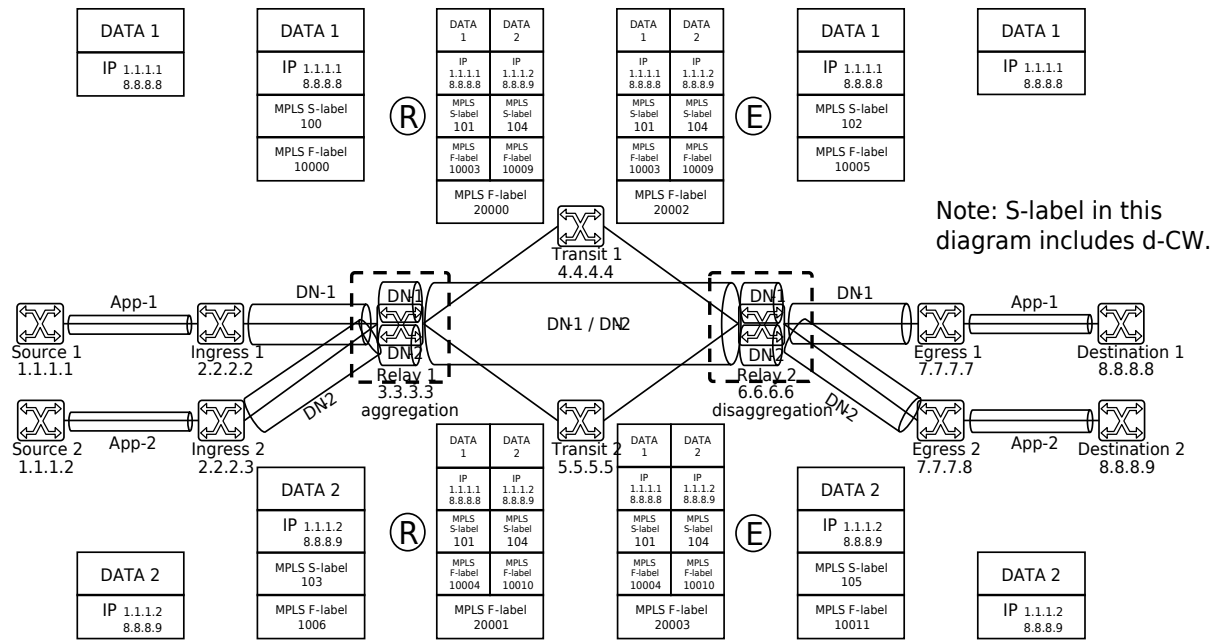 DATA 1
IP 1.1.1.1
8.8.8.8
DATA 1
IP 1.1.1.1
8.8.8.8
MPLS S-label
100
MPLS F-label
10000
R
DATA
1
DATA
2
IP
1.1.1.1
8.8.8.8
IP
1.1.1.2
8.8.8.9
MPLS
S-label
101
MPLS
S-label
104
MPLS
F-label
10003
MPLS
F-label
10009
MPLS F-label
20000
DATA
1
DATA
2
IP
1.1.1.1
8.8.8.8
IP
1.1.1.2
8.8.8.9
MPLS
S-label
101
MPLS
S-label
104
MPLS
F-label
10003
MPLS
F-label
10009
MPLS F-label
20002
E
DATA 1
IP 1.1.1.1
8.8.8.8
MPLS S-label
102
MPLS F-label
10005
DATA 1
IP 1.1.1.1
8.8.8.8
Note: S-label in this
diagram includes d-CW.
Transit 1
4.4.4.4
App-1
DN-1
DN-1
DN-1 / DN-2
DN-1
DN-1
App-1
Source 1
1.1.1.1
Ingress 1
2.2.2.2
DN-2
Relay 1
3.3.3.3
aggregation
DN-2
Relay 2
6.6.6.6
disaggregation
Egress 1
7.7.7.7
Destination 1
8.8.8.8
DN-2
DN-2
App-2
App-2
Source 2
1.1.1.2
Ingress 2
2.2.2.3
Transit 2
5.5.5.5
Egress 2
7.7.7.8
Destination 2
8.8.8.9
DATA 2
IP 1.1.1.2
8.8.8.9
DATA 2
IP 1.1.1.2
8.8.8.9
MPLS S-label
103
MPLS F-label
1006
R
DATA
1
DATA
2
IP
1.1.1.1
8.8.8.8
IP
1.1.1.2
8.8.8.9
MPLS
S-label
101
MPLS
S-label
104
MPLS
F-label
10004
MPLS
F-label
10010
MPLS F-label
20001
DATA
1
DATA
2
IP
1.1.1.1
8.8.8.8
IP
1.1.1.2
8.8.8.9
MPLS
S-label
101
MPLS
S-label
104
MPLS
F-label
10004
MPLS
F-label
10010
MPLS F-label
20003
E
DATA 2
IP 1.1.1.2
8.8.8.9
MPLS S-label
105
MPLS F-label
10011
DATA 2
IP 1.1.1.2
8.8.8.9